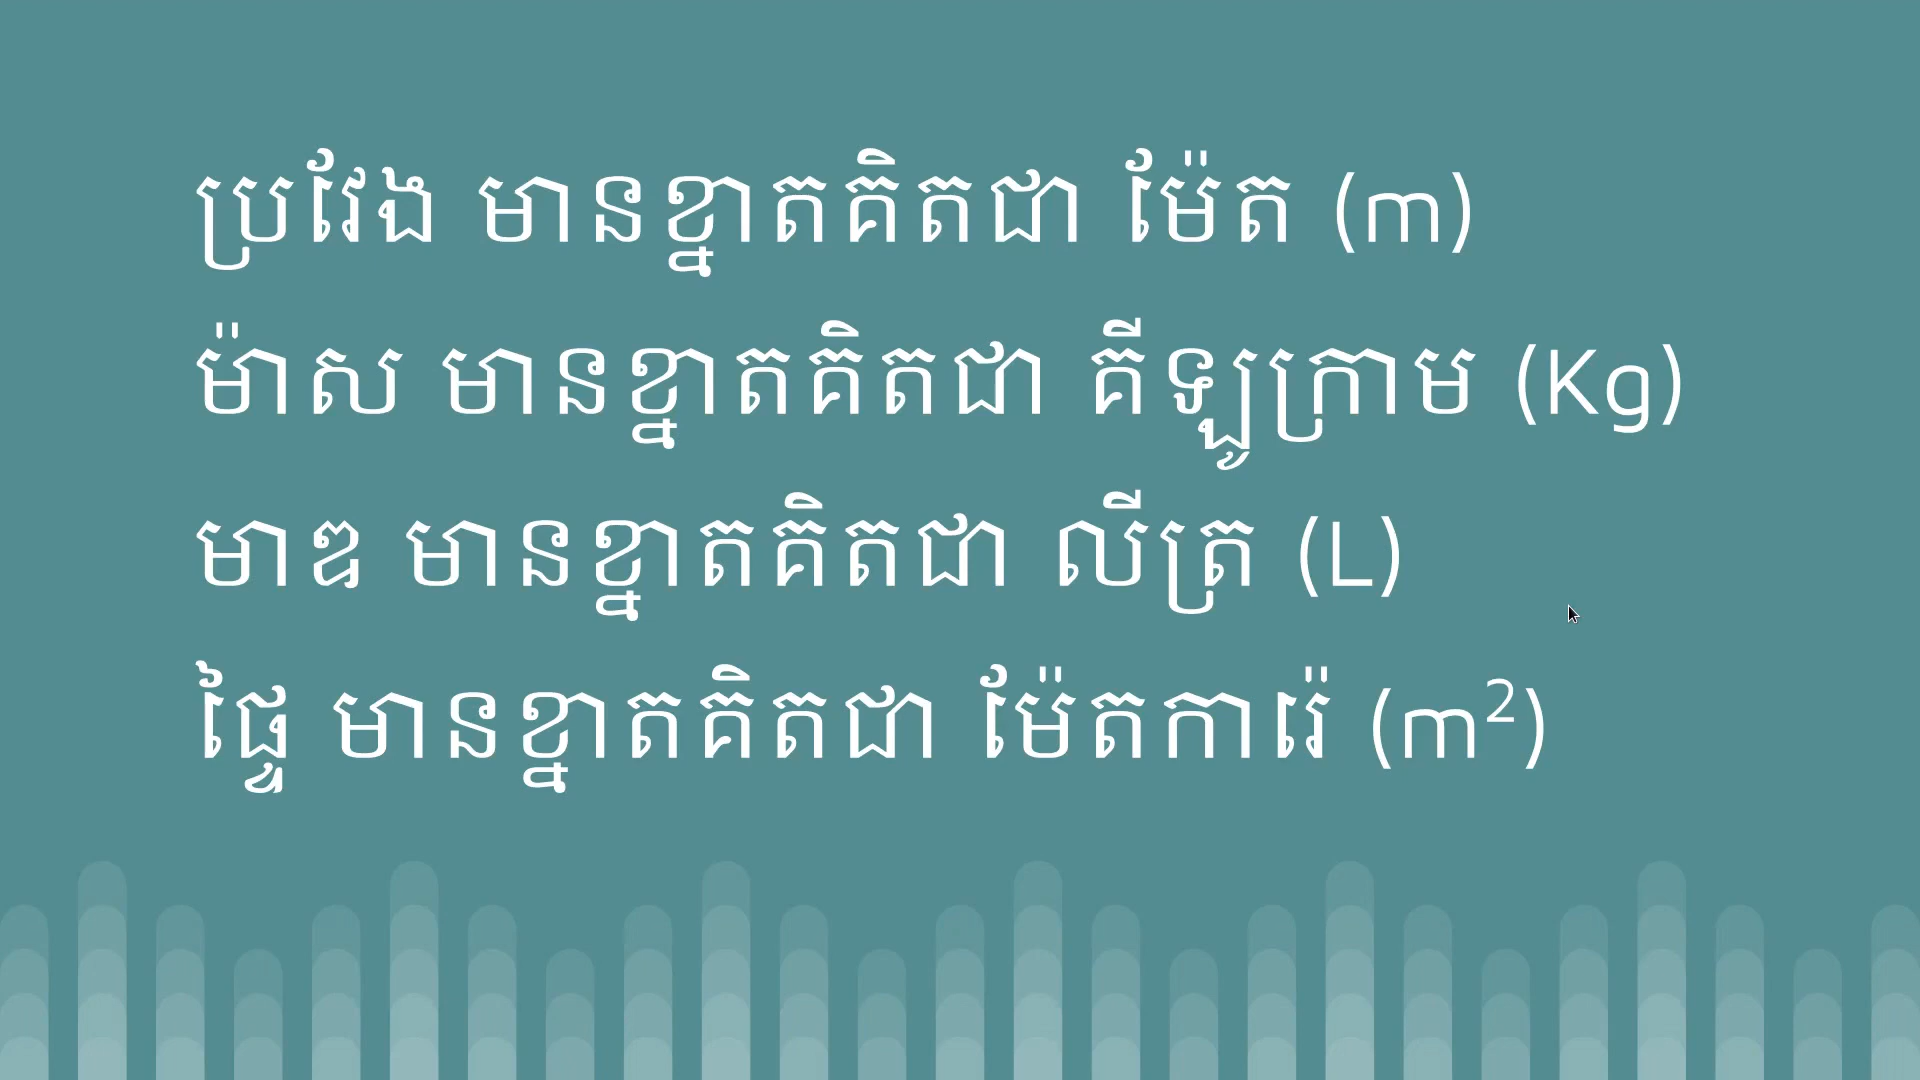 ប្រវែង មានខ្នាតគិតជា ម៉ែត (m)
ម៉ាស មានខ្នាតគិតជា គីឡូក្រាម (Kg)
មាឌ មានខ្នាតគិតជា លីត្រ (L)
ផ្ទៃ មានខ្នាតគិតជា ម៉ែតការ៉េ (m²)